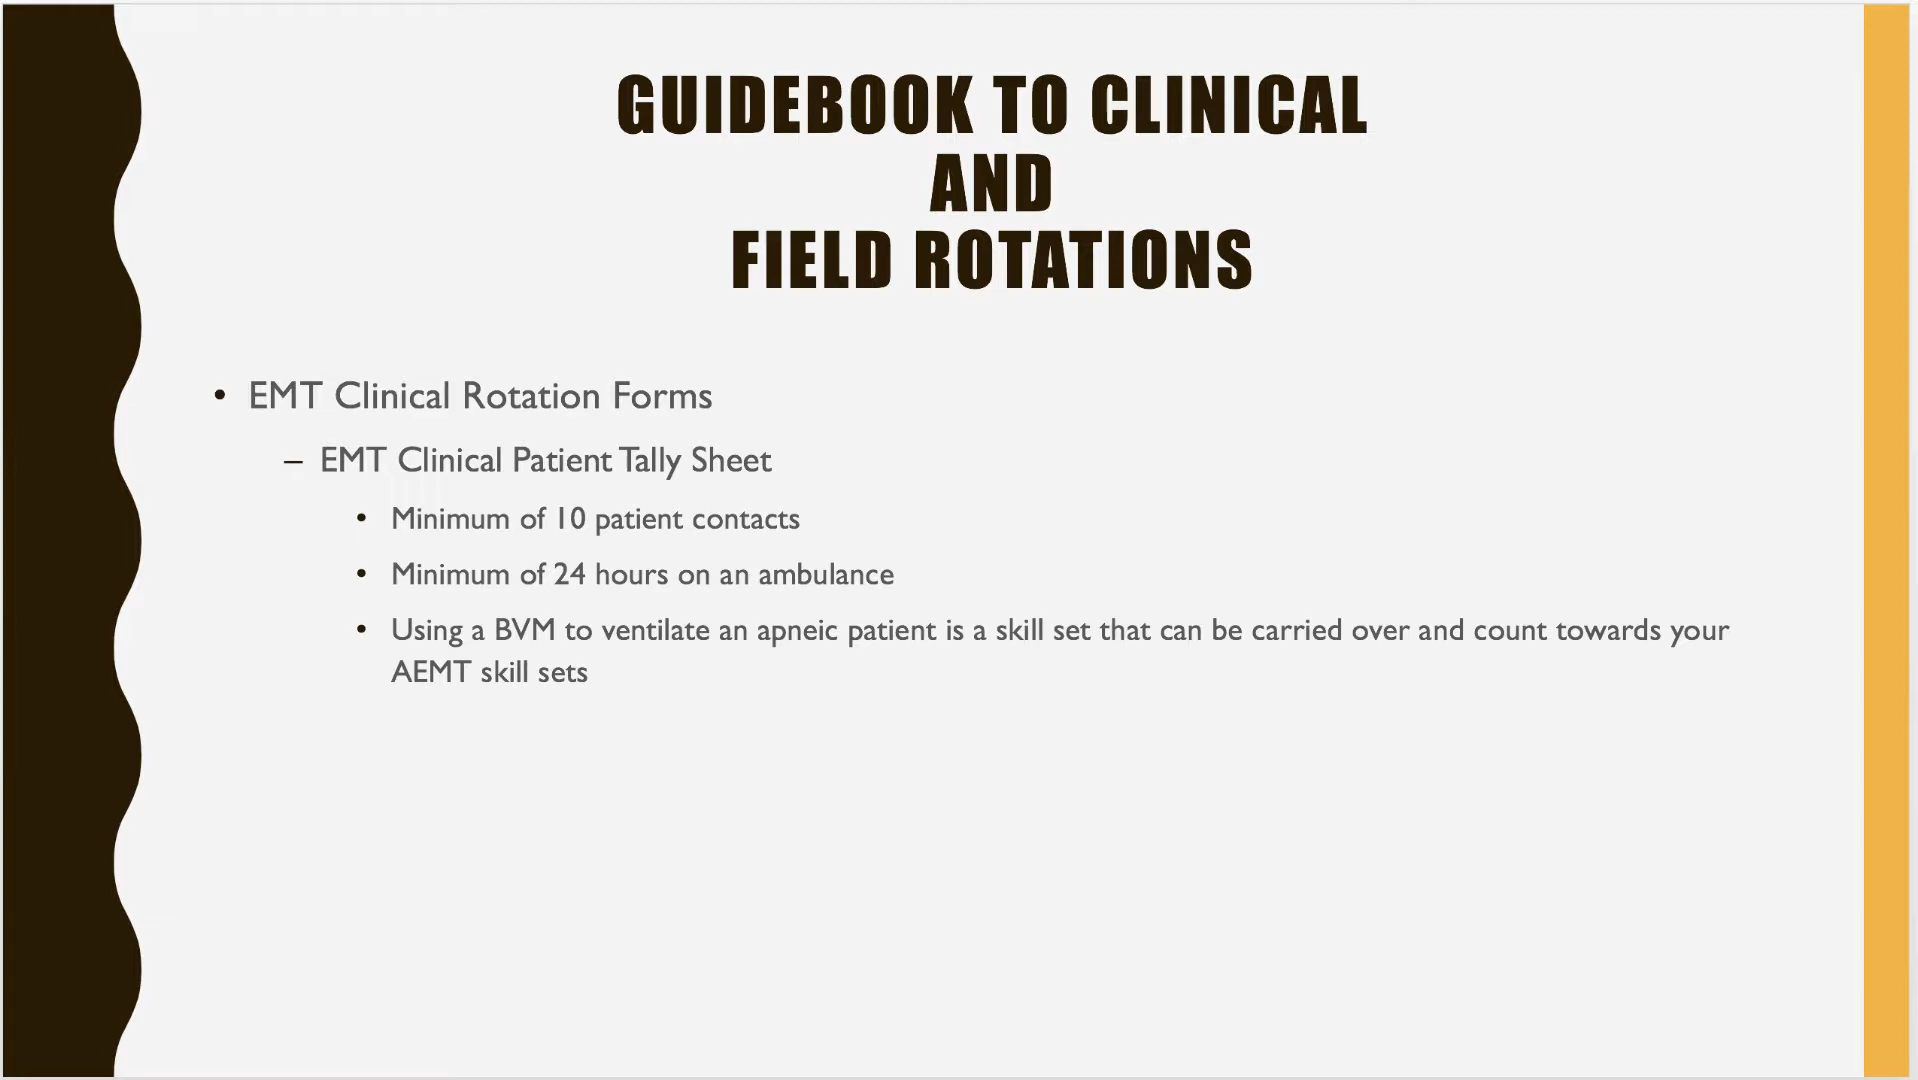 GUIDEBOOK TO CLINICAL
AND
FIELD ROTATIONS
• EMT Clinical Rotation Forms
– EMT Clinical Patient Tally Sheet
• Minimum of 10 patient contacts
• Minimum of 24 hours on an ambulance
• Using a BVM to ventilate an apneic patient is a skill set that can be carried over and count towards your
AEMT skill sets